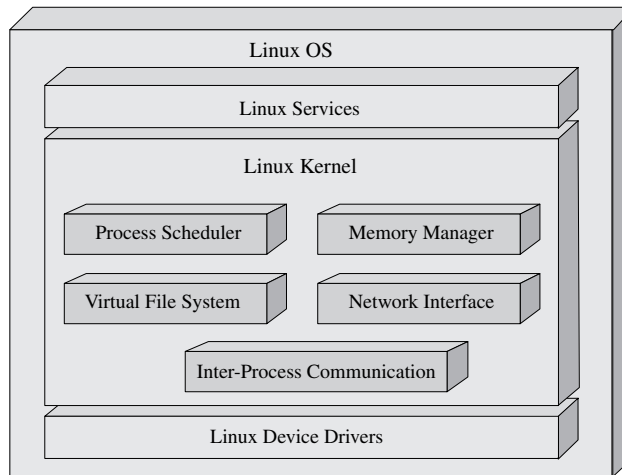 Linux OS
Linux Services
Linux Kernel
Process Scheduler
Memory Manager
Virtual File System
Network Interface
Inter-Process Communication
Linux Device Drivers